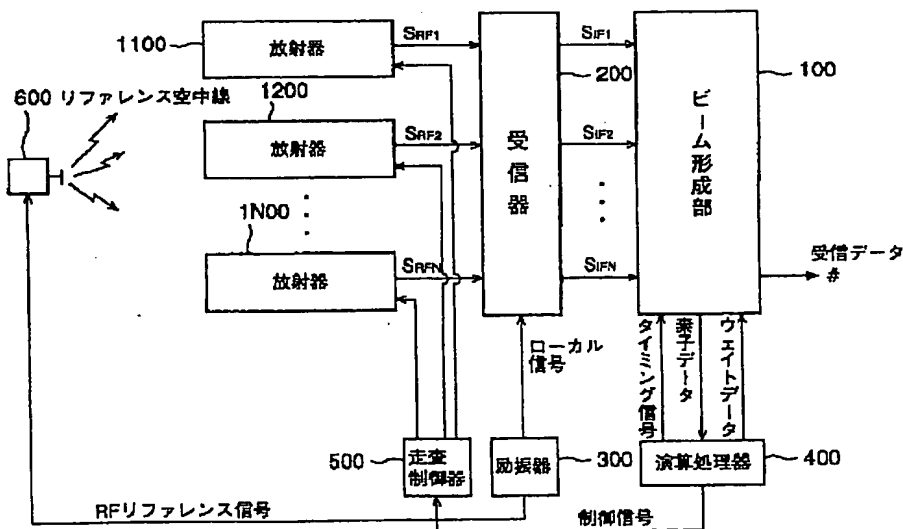 1100
放射器
SRF1
SIF1
200
100
600 リファレンス空中線
1200
放射器
SRF2
受信器
SIF2
ビーム形成部
1N00
放射器
SRFN
SIFN
受信データ
#
ローカル
信号
タイミング信号
素子データ
ウェイトデータ
500
走査
制御器
励振器
300
演算処理器
400
RFリファレンス信号
制御信号